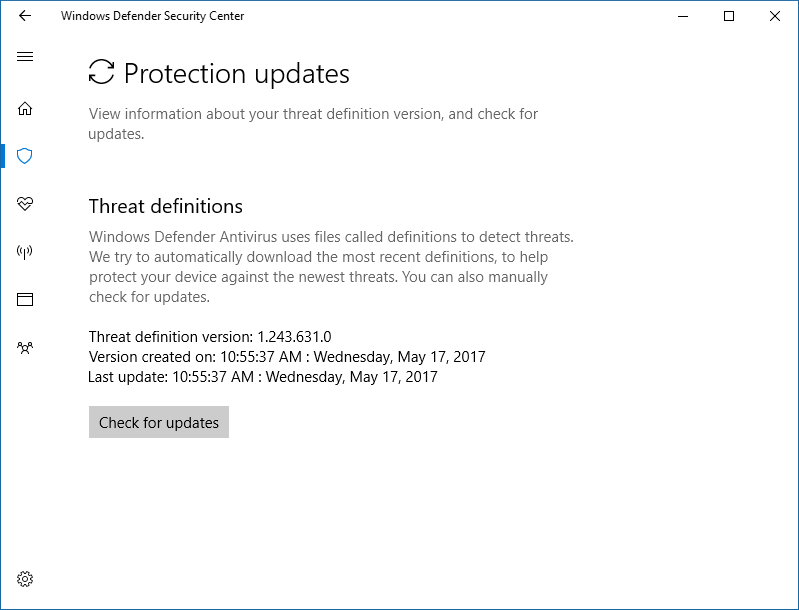 Windows Defender Security Center
Protection updates
View information about your threat definition version, and check for
updates.
Threat definitions
Windows Defender Antivirus uses files called definitions to detect threats.
We try to automatically download the most recent definitions, to help
protect your device against the newest threats. You can also manually
check for updates.
Threat definition version: 1.243.631.0
Version created on: 10:55:37 AM : Wednesday, May 17, 2017
Last update: 10:55:37 AM : Wednesday, May 17, 2017
Check for updates